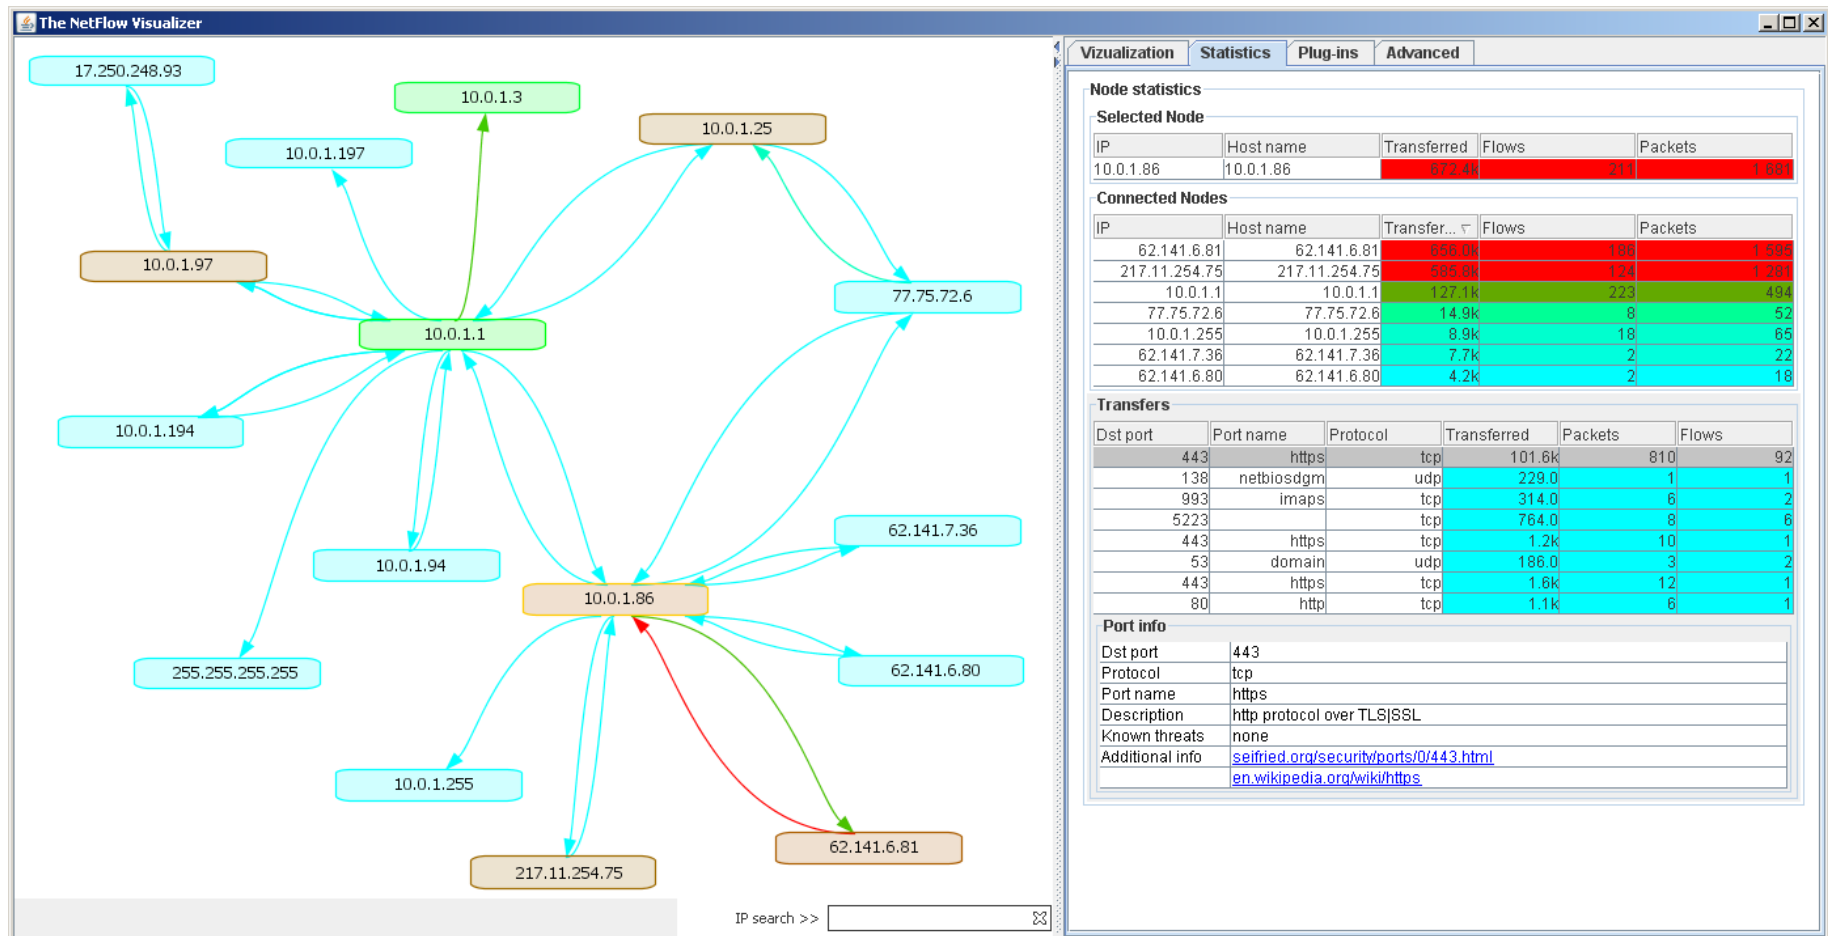 The NetFlow Visualizer
17.250.248.93
10.0.1.3
10.0.1.25
10.0.1.197
10.0.1.97
77.75.72.6
10.0.1.1
10.0.1.194
62.141.7.36
10.0.1.94
10.0.1.86
255.255.255.255
62.141.6.80
10.0.1.255
62.141.6.81
217.11.254.75
IP search >>
Vizualization Statistics Plug-ins Advanced
Node statistics
Selected Node
IP Host name Transferred Flows Packets
10.0.1.86 10.0.1.86 672.4k 211 1 681
Connected Nodes
IP Host name Transfer... Flows Packets
62.141.6.81 62.141.6.81 656.0k 186 1 595
217.11.254.75 217.11.254.75 585.8k 124 1 281
10.0.1.1 10.0.1.1 127.1k 223 494
77.75.72.6 77.75.72.6 14.9k 8 52
10.0.1.255 10.0.1.255 8.9k 18 65
62.141.7.36 62.141.7.36 7.7k 2 22
62.141.6.80 62.141.6.80 4.2k 2 18
Transfers
Dst port Port name Protocol Transferred Packets Flows
443 https tcp 101.6k 810 92
138 netbiosdgm udp 229.0 1 1
993 imaps tcp 314.0 6 2
5223 tcp 764.0 8 6
443 https tcp 1.2k 10 1
53 domain udp 186.0 3 2
443 https tcp 1.6k 12 1
80 http tcp 1.1k 6 1
Port info
Dst port 443
Protocol tcp
Port name https
Description http protocol over TLS|SSL
Known threats none
Additional info seifried.org/security/ports/0/443.html
en.wikipedia.org/wiki/https